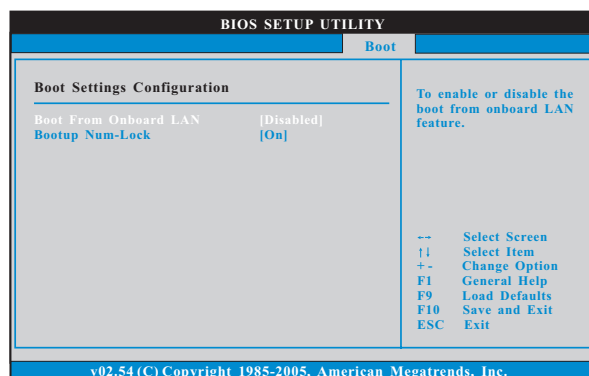 BIOS SETUP UTILITY
Boot
Boot Settings Configuration
Boot From Onboard LAN [Disabled]
Bootup Num-Lock [On]
To enable or disable the
boot from onboard LAN
feature.
←→ Select Screen
↑↓ Select Item
+ - Change Option
F1 General Help
F9 Load Defaults
F10 Save and Exit
ESC Exit
v02.54 (C) Copyright 1985-2005, American Megatrends, Inc.